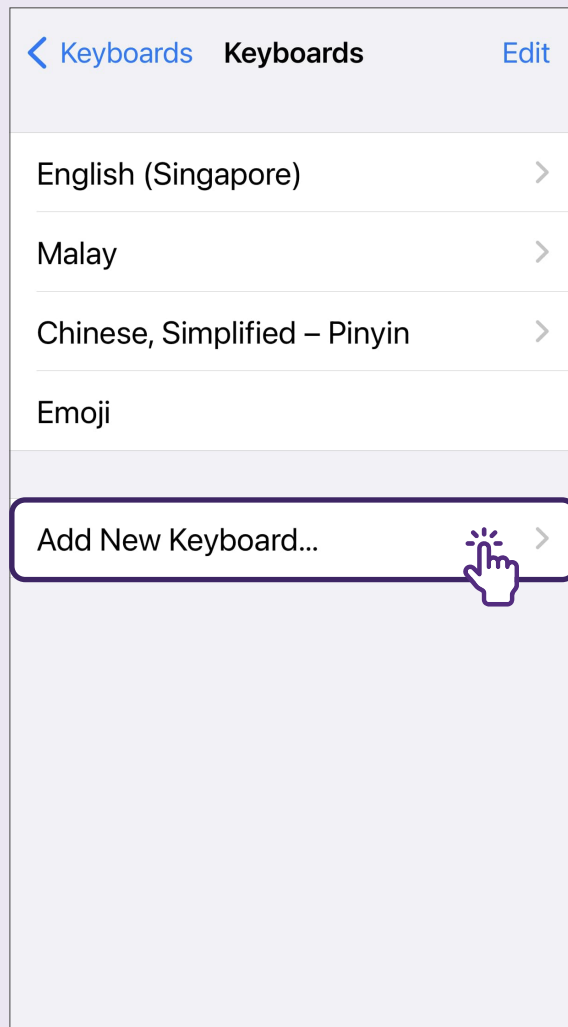 Keyboards Keyboards Edit
English (Singapore)
Malay
Chinese, Simplified – Pinyin
Emoji
Add New Keyboard...